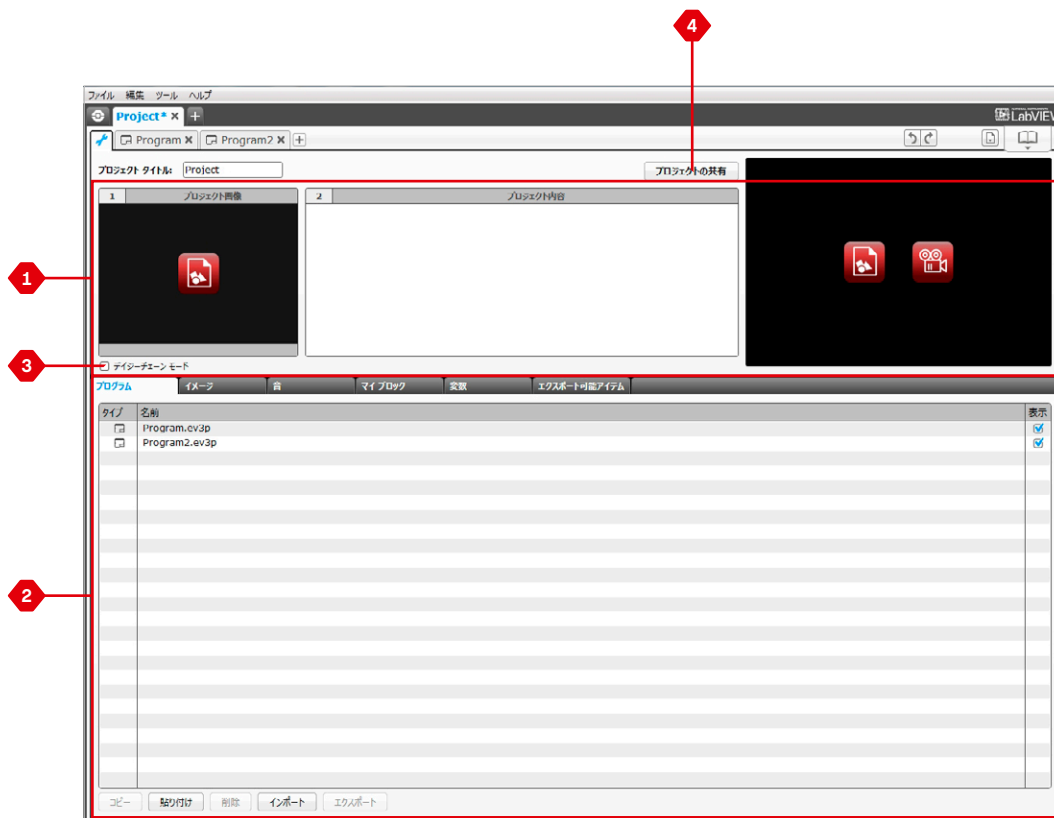 4
ファイル 編集 ツール ヘルプ
Project* × +
LabVIEW
Program × Program2 × +
プロジェクト タイトル: Project
プロジェクトの共有
1 プロジェクト画像
2 プロジェクト内容
1
3
デイジーチェーン モード
プログラム イメージ 音 マイ ブロック 変数 エクスポート可能アイテム
タイプ 名前 表示
Program.ev3p
Program2.ev3p
2
コピー 貼り付け 削除 インポート エクスポート